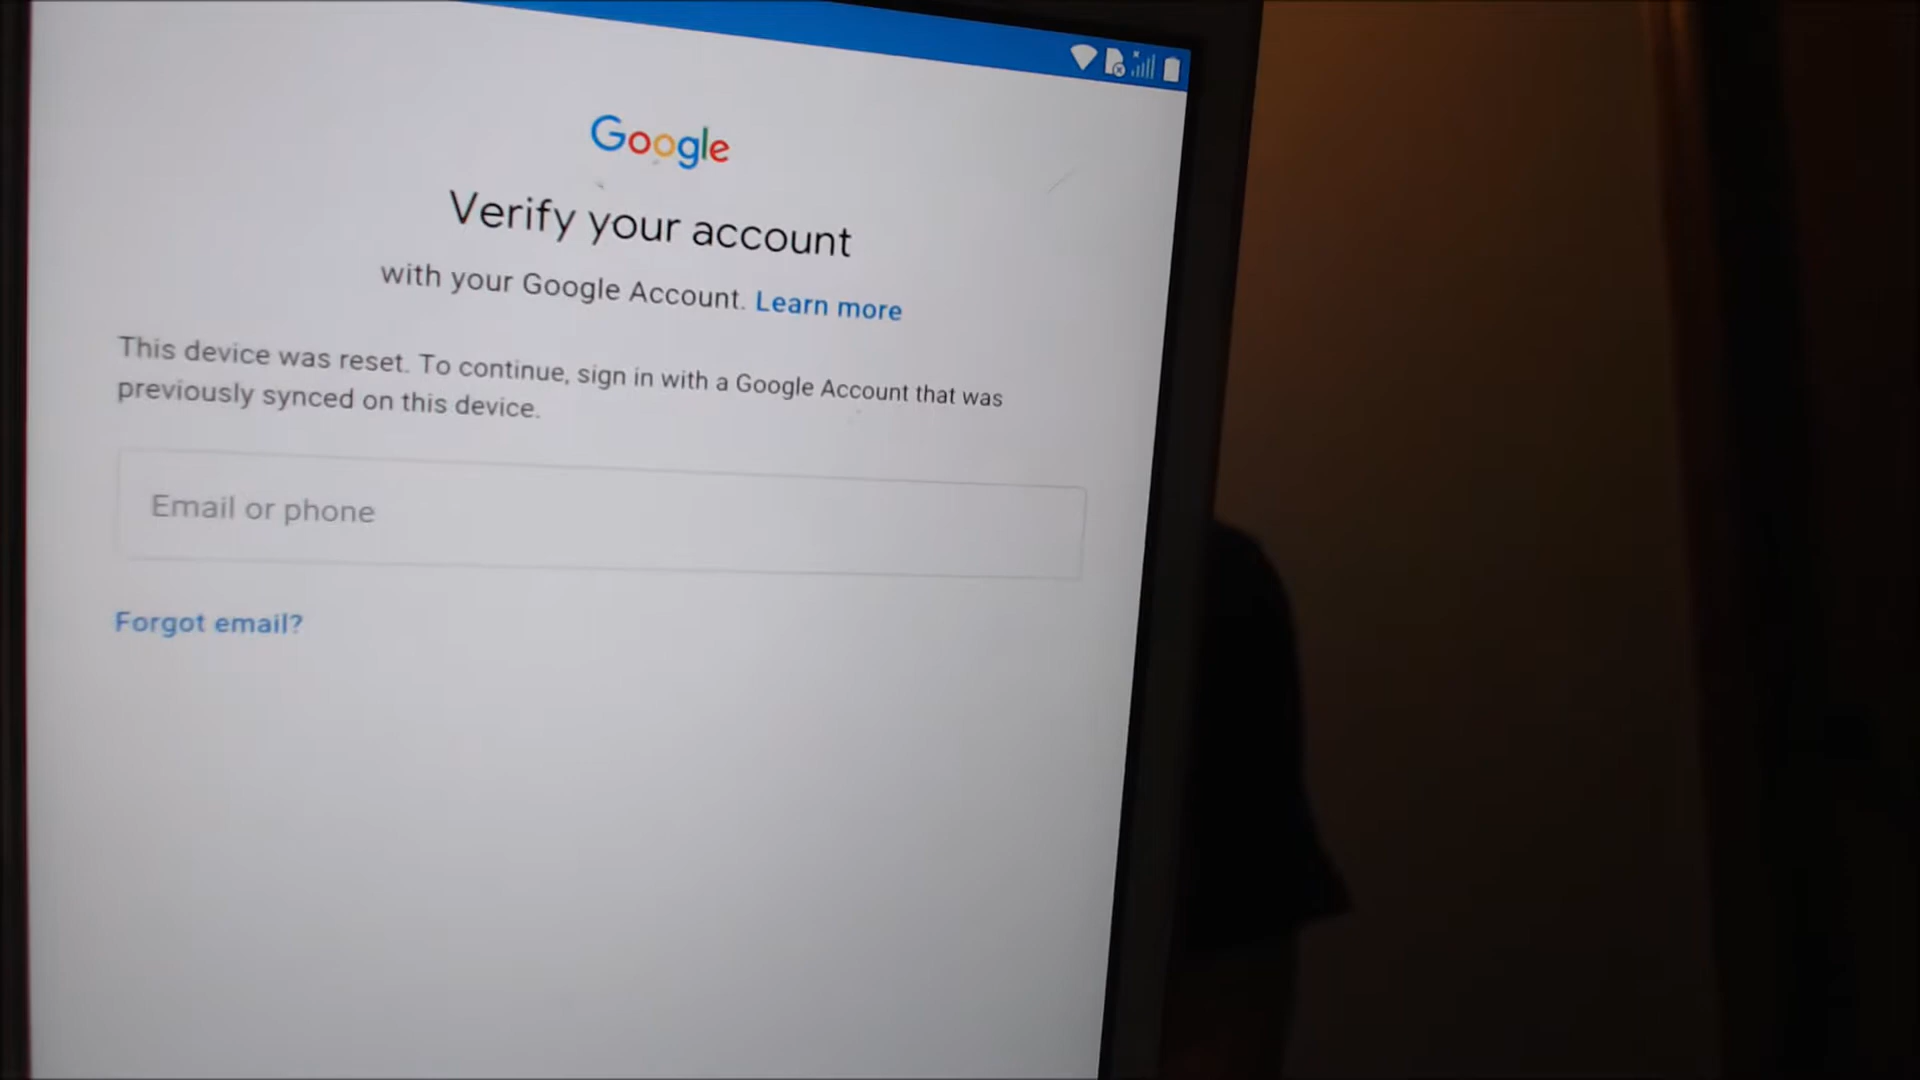 Google
Verify your account
with your Google Account. Learn more
This device was reset. To continue, sign in with a Google Account that was
previously synced on this device.
Email or phone
Forgot email?